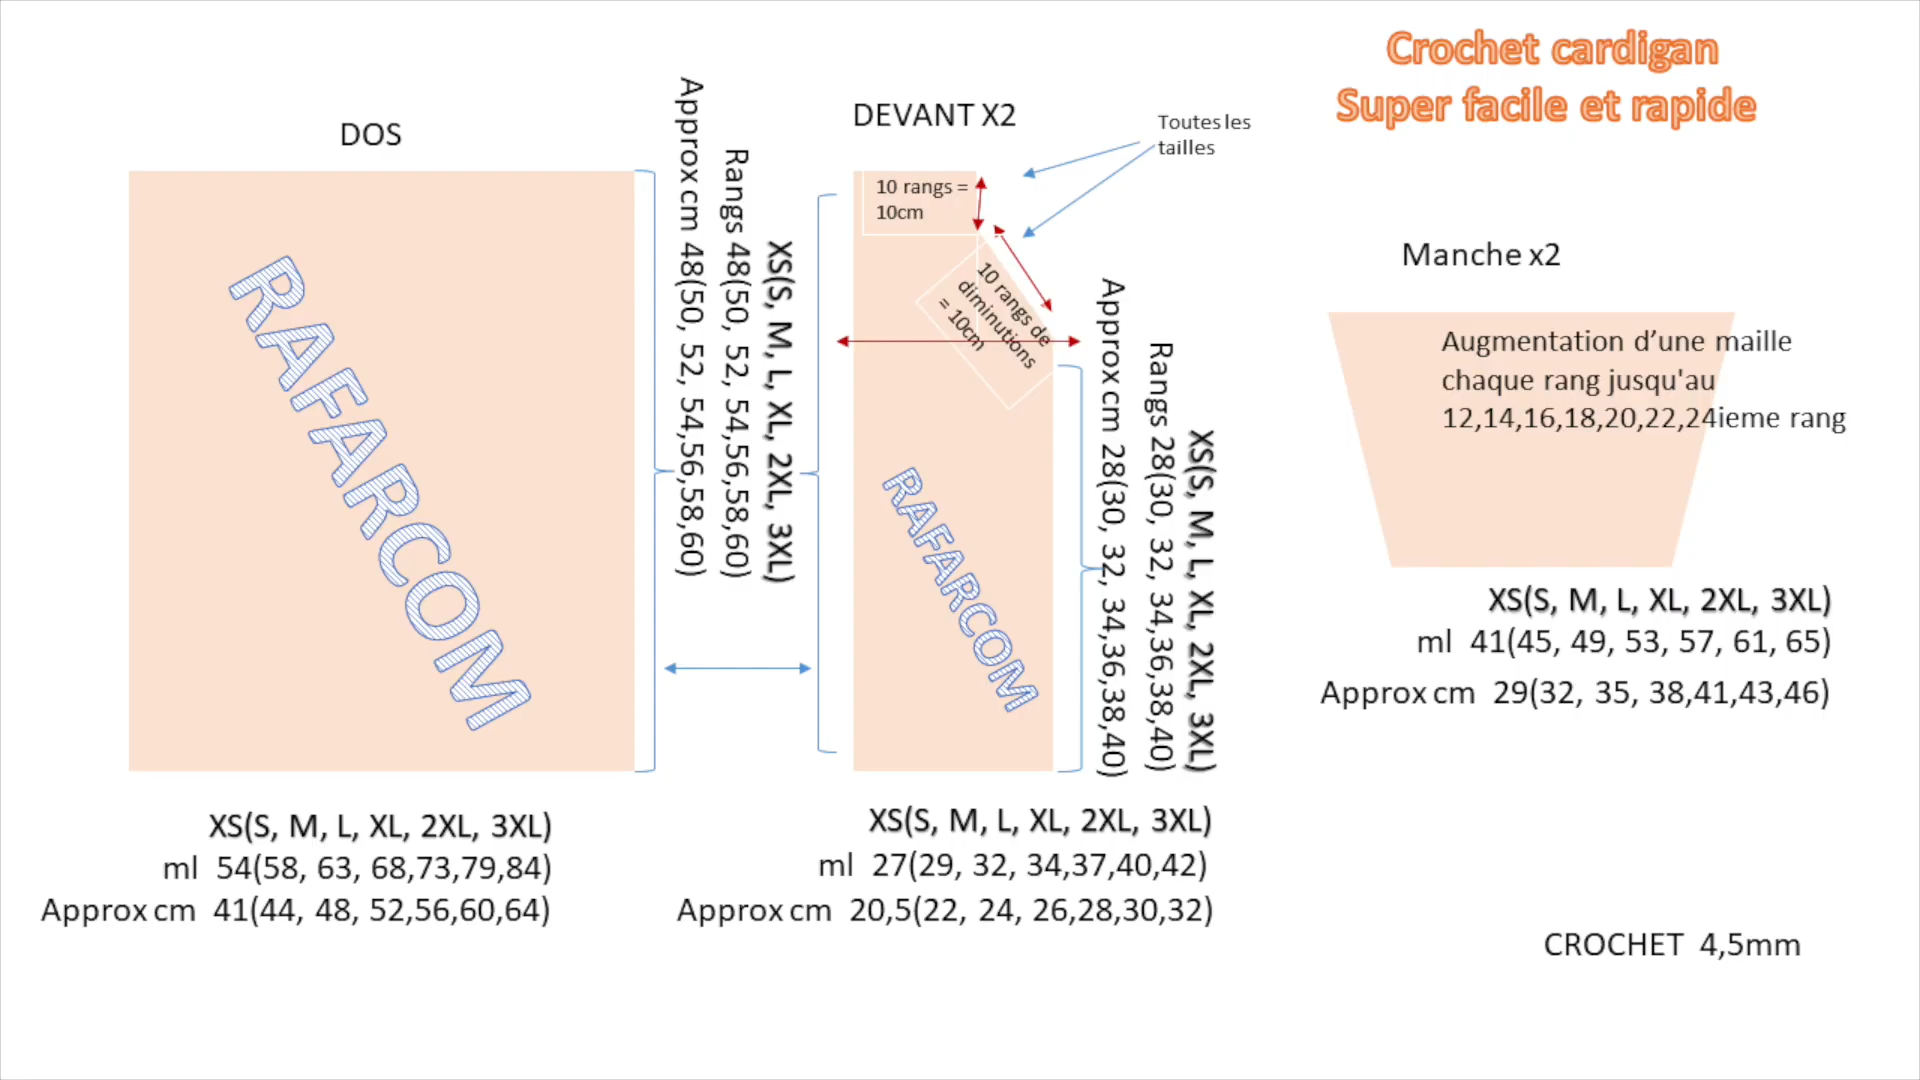 Crochet cardigan
Super facile et rapide
DOS
RAFARCOM
Approx cm 48(50, 52, 54,56,58,60)
Rangs 48(50, 52, 54,56,58,60)
XS(S, M, L, XL, 2XL, 3XL)
XS(S, M, L, XL, 2XL, 3XL)
ml 54(58, 63, 68,73,79,84)
Approx cm 41(44, 48, 52,56,60,64)
DEVANT X2
Toutes les
tailles
10 rangs =
10cm
10 rangs de
diminutions
= 10cm
RAFARCOM
Approx cm 28(30, 32, 34,36,38,40)
Rangs 28(30, 32, 34,36,38,40)
XS(S, M, L, XL, 2XL, 3XL)
XS(S, M, L, XL, 2XL, 3XL)
ml 27(29, 32, 34,37,40,42)
Approx cm 20,5(22, 24, 26,28,30,32)
Manche x2
Augmentation d’une maille
chaque rang jusqu'au
12,14,16,18,20,22,24ieme rang
XS(S, M, L, XL, 2XL, 3XL)
ml 41(45, 49, 53, 57, 61, 65)
Approx cm 29(32, 35, 38,41,43,46)
CROCHET 4,5mm